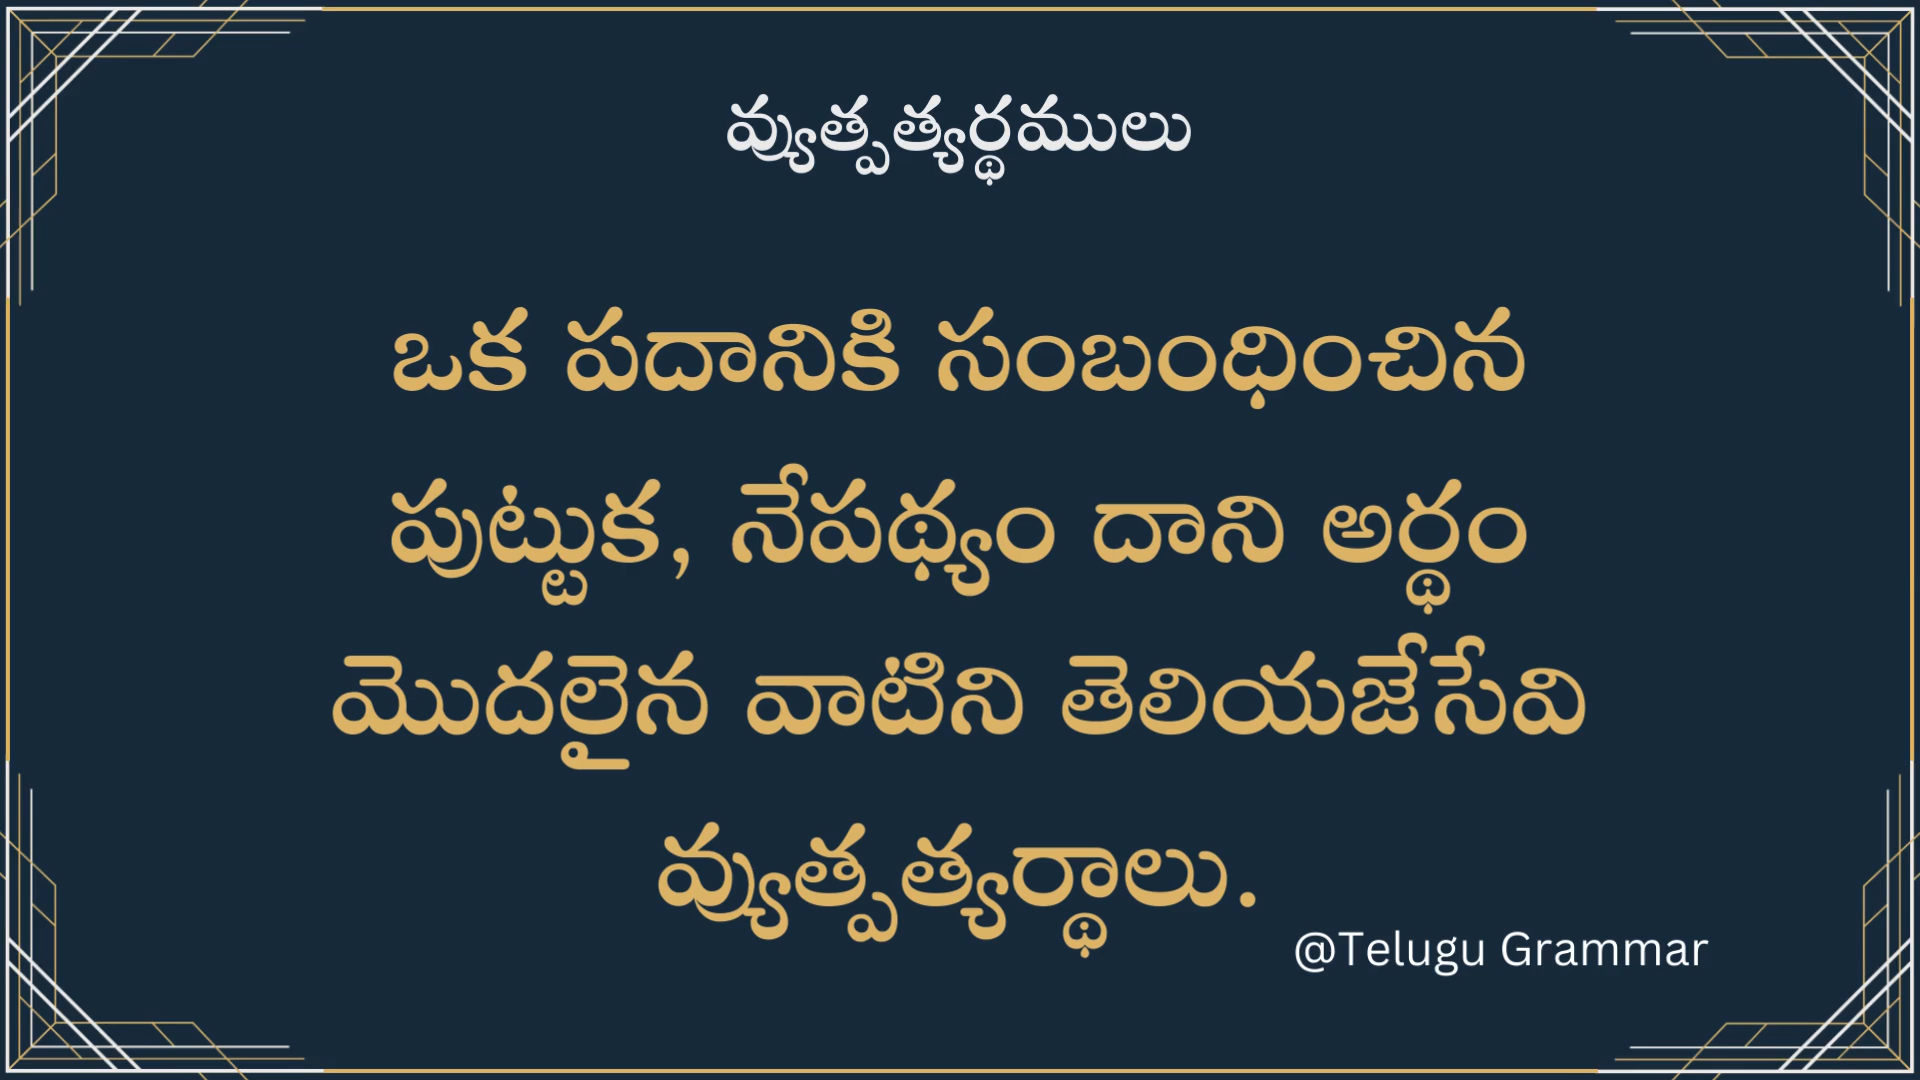 వ్యుత్పత్యర్థములు
ఒక పదానికి సంబంధించిన
పుట్టుక, నేపథ్యం దాని అర్థం
మొదలైన వాటిని తెలియజేసేవి
వ్యుత్పత్యర్థాలు.
@Telugu Grammar